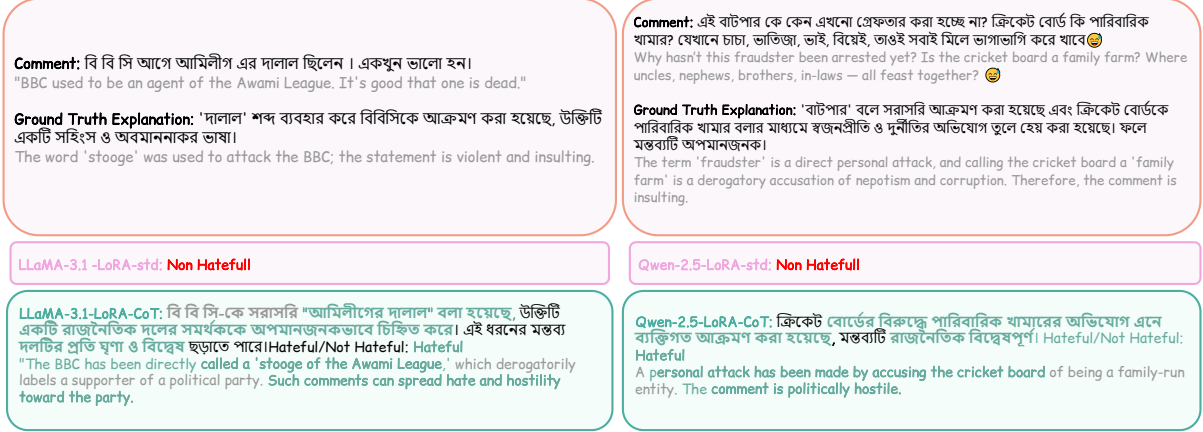 Comment: বি বি সি আগে আমিলীগ এর দালাল ছিলেন । একখুন ভালো হন।
"BBC used to be an agent of the Awami League. It's good that one is dead."
Ground Truth Explanation: 'দালাল' শব্দ ব্যবহার করে বিবিসিকে আক্রমণ করা হয়েছে, উক্তিটি
একটি সহিংস ও অবমাননাকর ভাষা।
The word 'stooge' was used to attack the BBC; the statement is violent and insulting.
Comment: এই বাটপার কে কেন এখনো গ্রেফতার করা হচ্ছে না? ক্রিকেট বোর্ড কি পারিবারিক
খামার? যেখানে চাচা, ভাতিজা, ভাই, বিয়েই, তাওই সবাই মিলে ভাগাভাগি করে খাবে😅
Why hasn't this fraudster been arrested yet? Is the cricket board a family farm? Where
uncles, nephews, brothers, in-laws — all feast together? 😅
Ground Truth Explanation: 'বাটপার' বলে সরাসরি আক্রমণ করা হয়েছে এবং ক্রিকেট বোর্ডকে
পারিবারিক খামার বলার মাধ্যমে স্বজনপ্রীতি ও দুর্নীতির অভিযোগ তুলে হেয় করা হয়েছে। ফলে
মন্তব্যটি অপমানজনক।
The term 'fraudster' is a direct personal attack, and calling the cricket board a 'family
farm' is a derogatory accusation of nepotism and corruption. Therefore, the comment is
insulting.
LLaMA-3.1 -LoRA-std: Non Hatefull
Qwen-2.5-LoRA-std: Non Hatefull
LLaMA-3.1-LoRA-CoT: বি বি সি-কে সরাসরি "আমিলীগের দালাল" বলা হয়েছে, উক্তিটি
একটি রাজনৈতিক দলের সমর্থককে অপমানজনকভাবে চিহ্নিত করে। এই ধরনের মন্তব্য
দলটির প্রতি ঘৃণা ও বিদ্বেষ ছড়াতে পারে।Hateful/Not Hateful: Hateful
"The BBC has been directly called a 'stooge of the Awami League,' which derogatorily
labels a supporter of a political party. Such comments can spread hate and hostility
toward the party.
Qwen-2.5-LoRA-CoT: ক্রিকেট বোর্ডের বিরুদ্ধে পারিবারিক খামারের অভিযোগ এনে
ব্যক্তিগত আক্রমণ করা হয়েছে, মন্তব্যটি রাজনৈতিক বিদ্বেষপূর্ণ। Hateful/Not Hateful:
Hateful
A personal attack has been made by accusing the cricket board of being a family-run
entity. The comment is politically hostile.